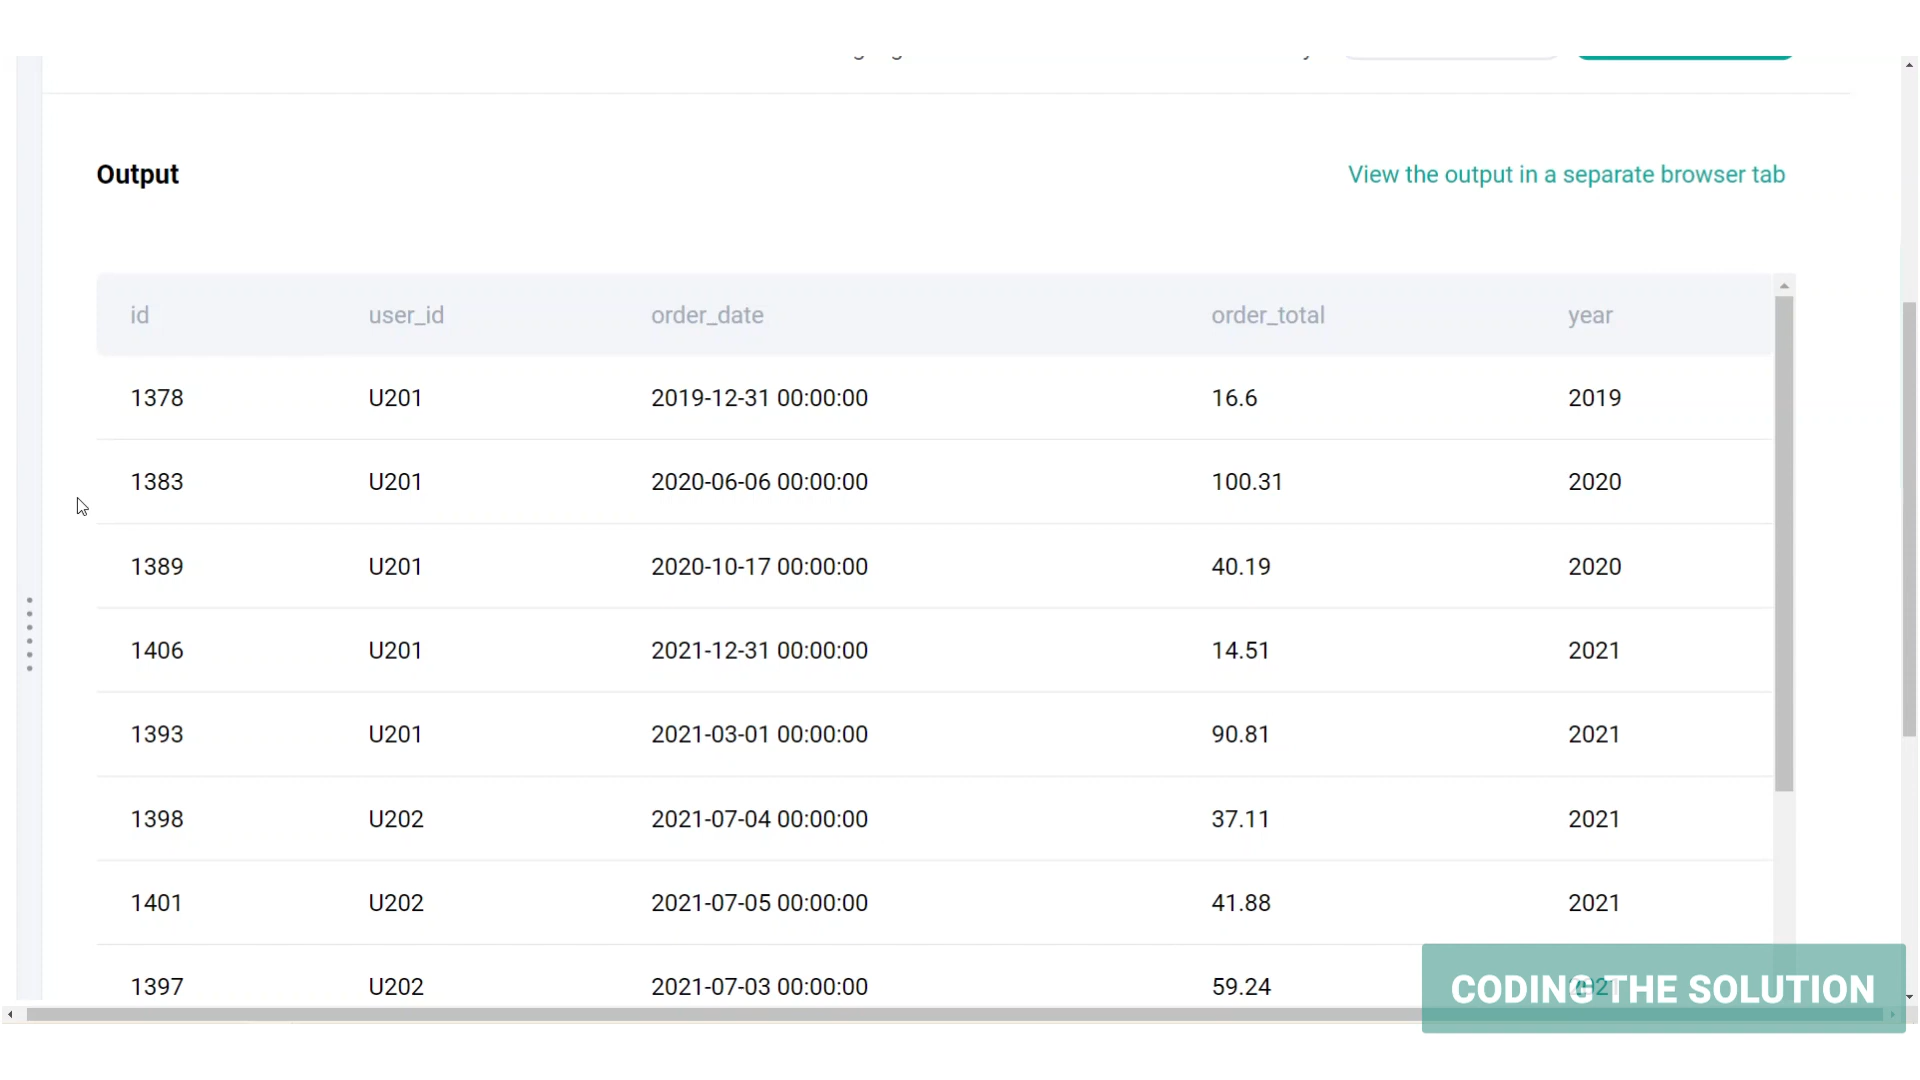 Output
View the output in a separate browser tab
id user_id order_date order_total year
1378 U201 2019-12-31 00:00:00 16.6 2019
1383 U201 2020-06-06 00:00:00 100.31 2020
1389 U201 2020-10-17 00:00:00 40.19 2020
1406 U201 2021-12-31 00:00:00 14.51 2021
1393 U201 2021-03-01 00:00:00 90.81 2021
1398 U202 2021-07-04 00:00:00 37.11 2021
1401 U202 2021-07-05 00:00:00 41.88 2021
1397 U202 2021-07-03 00:00:00 59.24
CODING THE SOLUTION